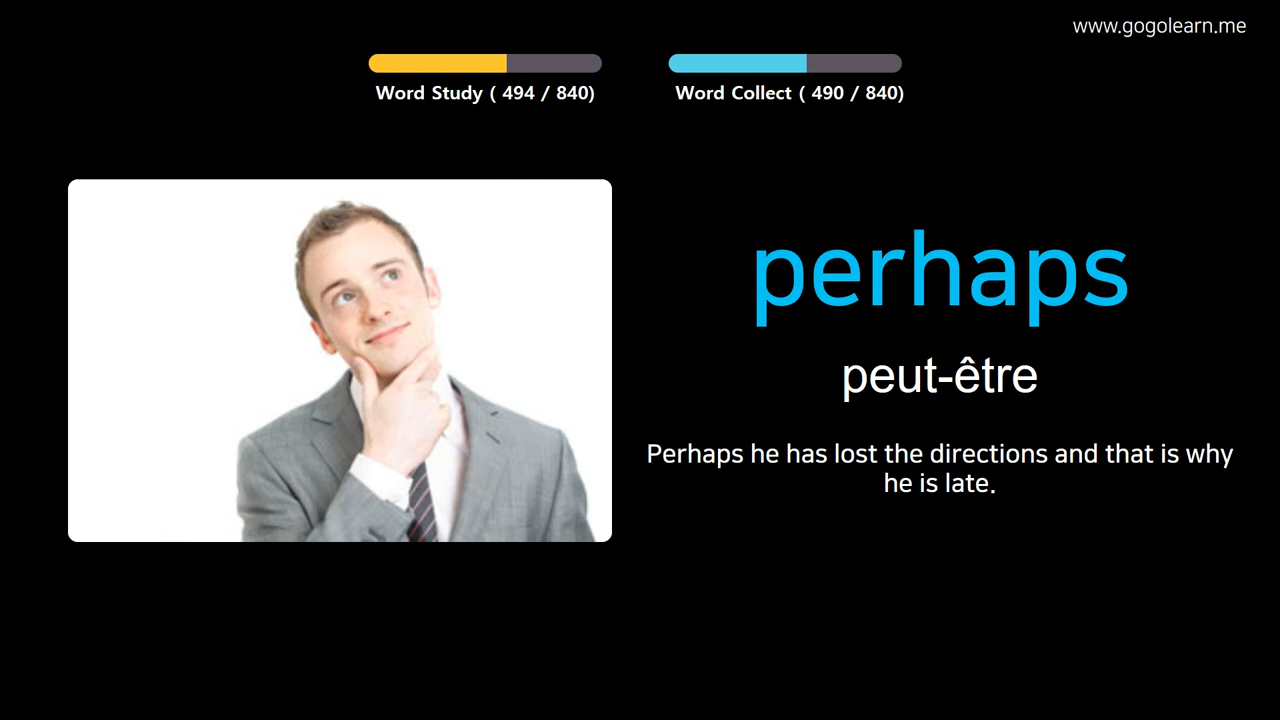 www.gogolearn.me
Word Study ( 494 / 840)
Word Collect ( 490 / 840)
perhaps
peut-être
Perhaps he has lost the directions and that is why
he is late.